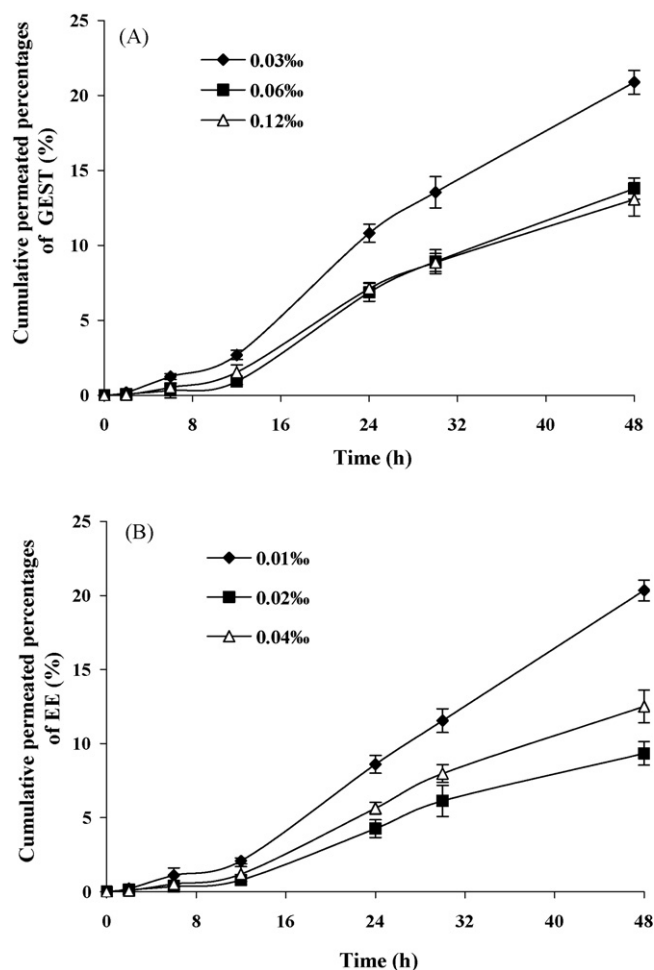 (A)
0.03‰
0.06‰
0.12‰
Cumulative permeated percentages
of GEST (%)
25
20
15
10
5
0
0 8 16 24 32 40 48
Time (h)
(B)
0.01‰
0.02‰
0.04‰
Cumulative permeated percentages
of EE (%)
25
20
15
10
5
0
0 8 16 24 32 40 48
Time (h)